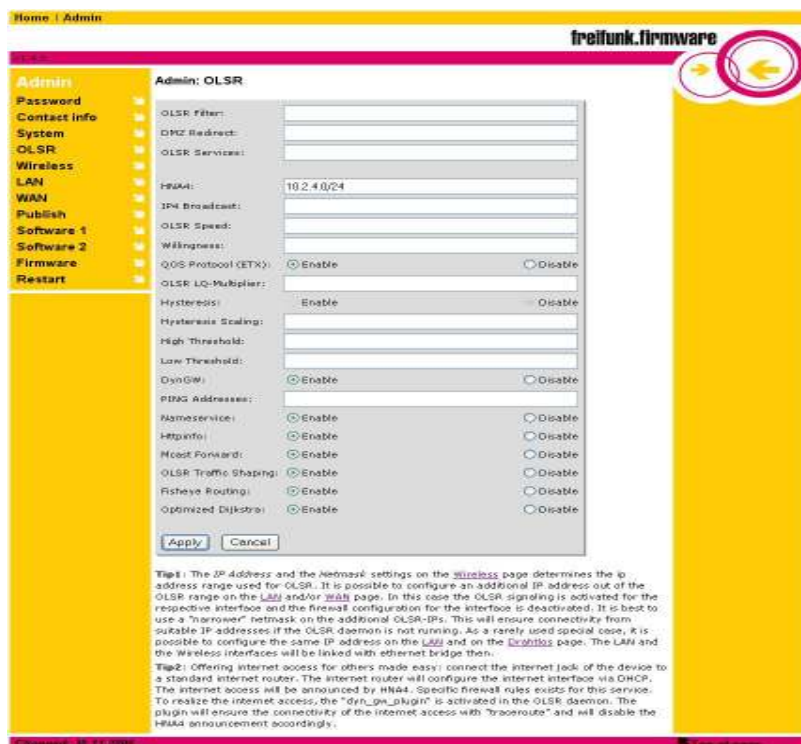 Home | Admin
freifunk.firmware
Admin
Password
Contact info
System
OLSR
Wireless
LAN
WAN
Publish
Software 1
Software 2
Firmware
Restart
Admin: OLSR
OLSR Filter:
DMZ Redirect:
OLSR Services:
HNA4: 10.2.4.0/24
IP4 Broadcast:
OLSR Speed:
Willingness:
QOS Protocol (ETX): Enable Disable
OLSR LQ-Multiplier:
Hysteresis: Enable Disable
Hysteresis Scaling:
High Threshold:
Low Threshold:
DynGW: Enable Disable
PING Addresses:
Nameservice: Enable Disable
Httpinfo: Enable Disable
Mcast Forward: Enable Disable
OLSR Traffic Shaping: Enable Disable
Fisheye Routing: Enable Disable
Optimized Dijkstra: Enable Disable
Apply Cancel
Tip1: The IP Address and the Netmask settings on the Wireless page determines the ip
address range used for OLSR. It is possible to configure an additional IP address out of the
OLSR range on the LAN and/or WAN page. In this case the OLSR signaling is activated for the
respective interface and the firewall configuration for the interface is deactivated. It is best to
use a "narrower" netmask on the additional OLSR-IPs. This will ensure connectivity from
suitable IP addresses if the OLSR daemon is not running. As a rarely used special case, it is
possible to configure the same IP address on the LAN and on the Drahtlos page. The LAN and
the Wireless interfaces will be linked with ethernet bridge then.
Tip2: Offering internet access for others made easy: connect the internet jack of the device to
a standard internet router. The internet router will configure the internet interface via DHCP.
The internet access will be announced by HNA4. Specific firewall rules exists for this service.
To realize the internet access, the "dyn_gw_plugin" is activated in the OLSR daemon. The
plugin will ensure the connectivity of the internet access with "traceroute" and will disable the
HNA4 announcement accordingly.